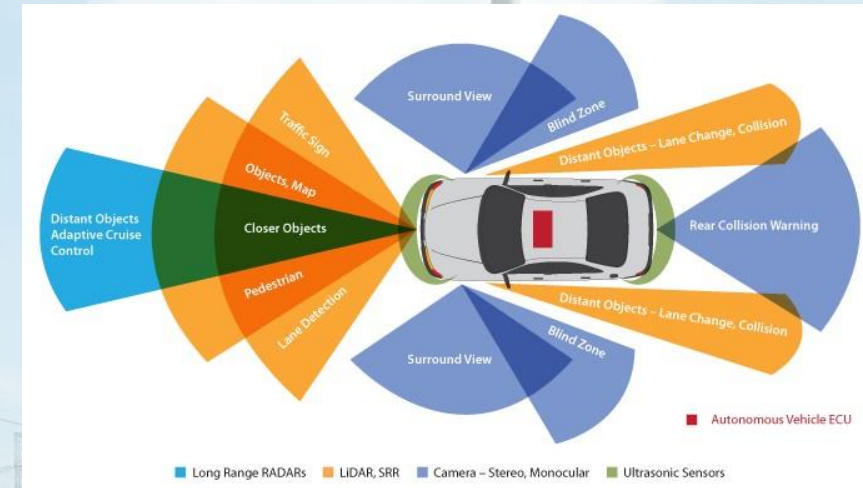 Surround View
Blind Zone
Traffic Sign
Distant Objects – Lane Change, Collision
Objects, Map
Distant Objects
Adaptive Cruise
Control
Closer Objects
Rear Collision Warning
Pedestrian
Lane Detection
Distant Objects – Lane Change, Collision
Surround View
Blind Zone
Autonomous Vehicle ECU
Long Range RADARs
LiDAR, SRR
Camera – Stereo, Monocular
Ultrasonic Sensors